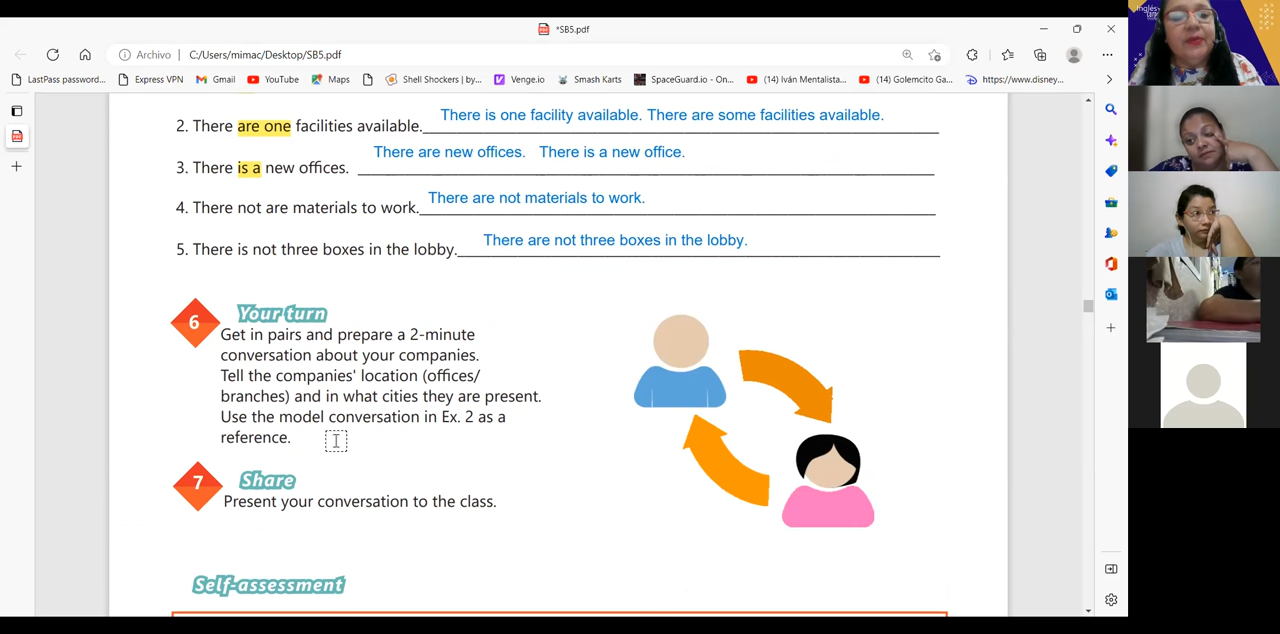 *SB5.pdf
Archivo | C:/Users/mimac/Desktop/SB5.pdf
LastPass password... Express VPN Gmail YouTube Maps Shell Shockers | by... Venge.io Smash Karts SpaceGuard.io - On... (14) Iván Mentalista... (14) Golemcito Ga... https://www.disney...
Inglés
There is one facility available. There are some facilities available.
2. There are one facilities available.
There are new offices. There is a new office.
3. There is a new offices.
There are not materials to work.
4. There not are materials to work.
There are not three boxes in the lobby.
5. There is not three boxes in the lobby.
6 Your turn
Get in pairs and prepare a 2-minute
conversation about your companies.
Tell the companies' location (offices/
branches) and in what cities they are present.
Use the model conversation in Ex. 2 as a
reference.
7 Share
Present your conversation to the class.
Self-assessment